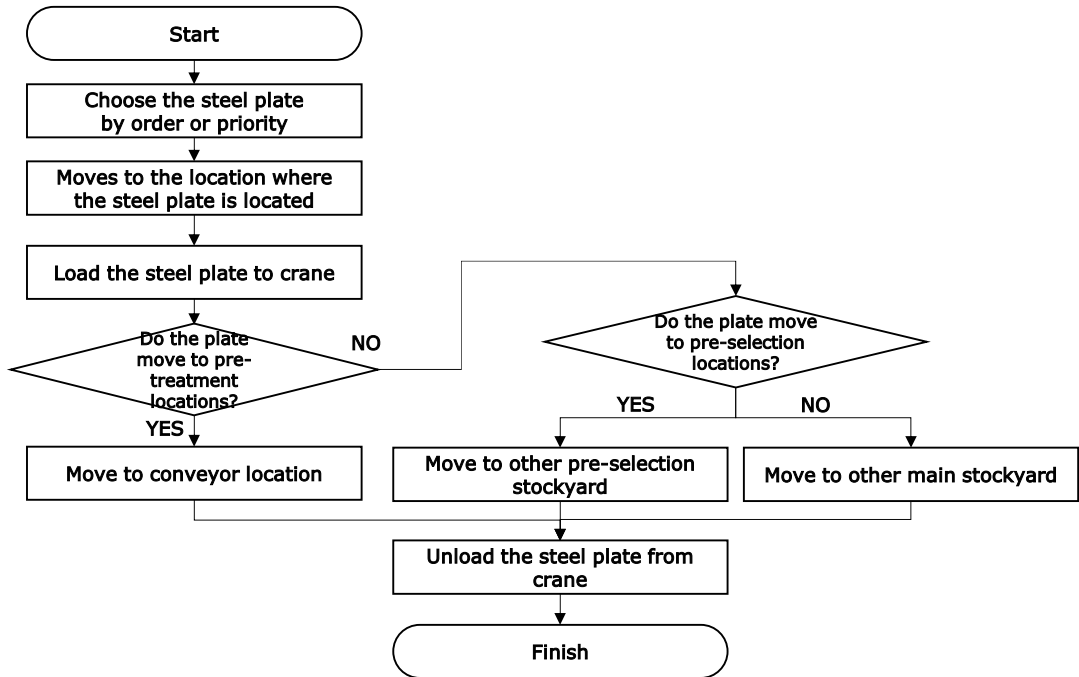 Start
Choose the steel plate
by order or priority
Moves to the location where
the steel plate is located
Load the steel plate to crane
Do the plate
move to pre-
treatment
locations?
NO
YES
Do the plate move
to pre-selection
locations?
YES
NO
Move to conveyor location
Move to other pre-selection
stockyard
Move to other main stockyard
Unload the steel plate from
crane
Finish